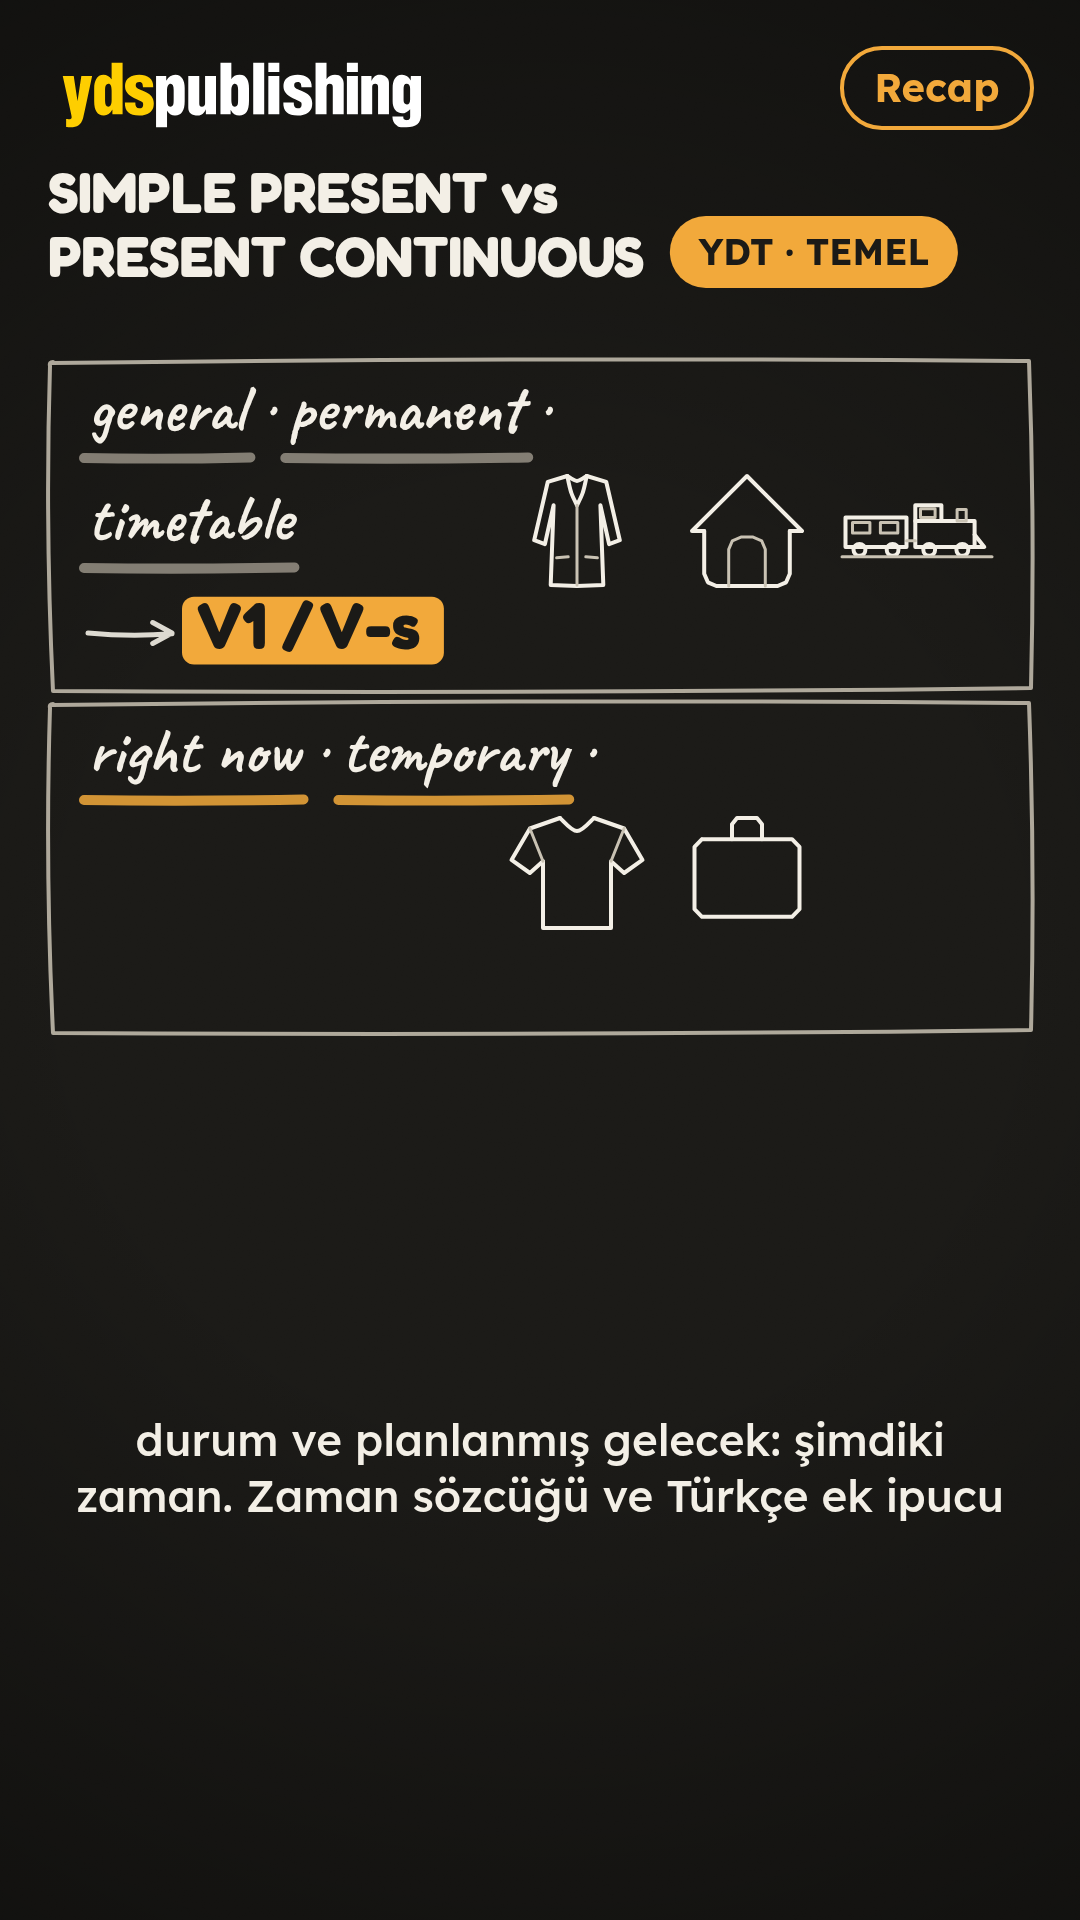 ydspublishing
Recap
SIMPLE PRESENT vs
PRESENT CONTINUOUS
YDT · TEMEL
general · permanent ·
timetable
V1 / V-s
right now · temporary ·
durum ve planlanmış gelecek: şimdiki
zaman. Zaman sözcüğü ve Türkçe ek ipucu